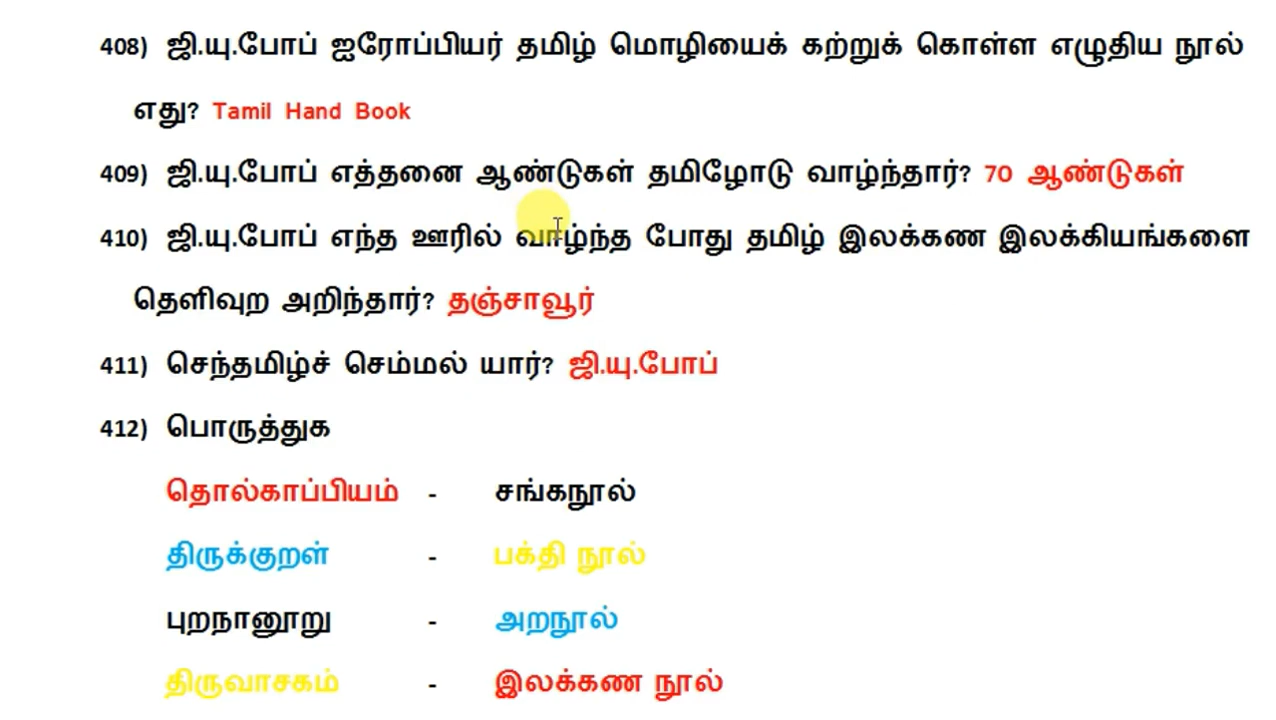 408) ஜி.யு.போப் ஐரோப்பியர் தமிழ் மொழியைக் கற்றுக் கொள்ள எழுதிய நூல்
எது? Tamil Hand Book
409) ஜி.யு.போப் எத்தனை ஆண்டுகள் தமிழோடு வாழ்ந்தார்? 70 ஆண்டுகள்
410) ஜி.யு.போப் எந்த ஊரில் வாழ்ந்த போது தமிழ் இலக்கண இலக்கியங்களை
தெளிவுற அறிந்தார்? தஞ்சாவூர்
411) செந்தமிழ்ச் செம்மல் யார்? ஜி.யு.போப்
412) பொருத்துக
தொல்காப்பியம் - சங்கநூல்
திருக்குறள் - பக்தி நூல்
புறநானூறு - அறநூல்
திருவாசகம் - இலக்கண நூல்